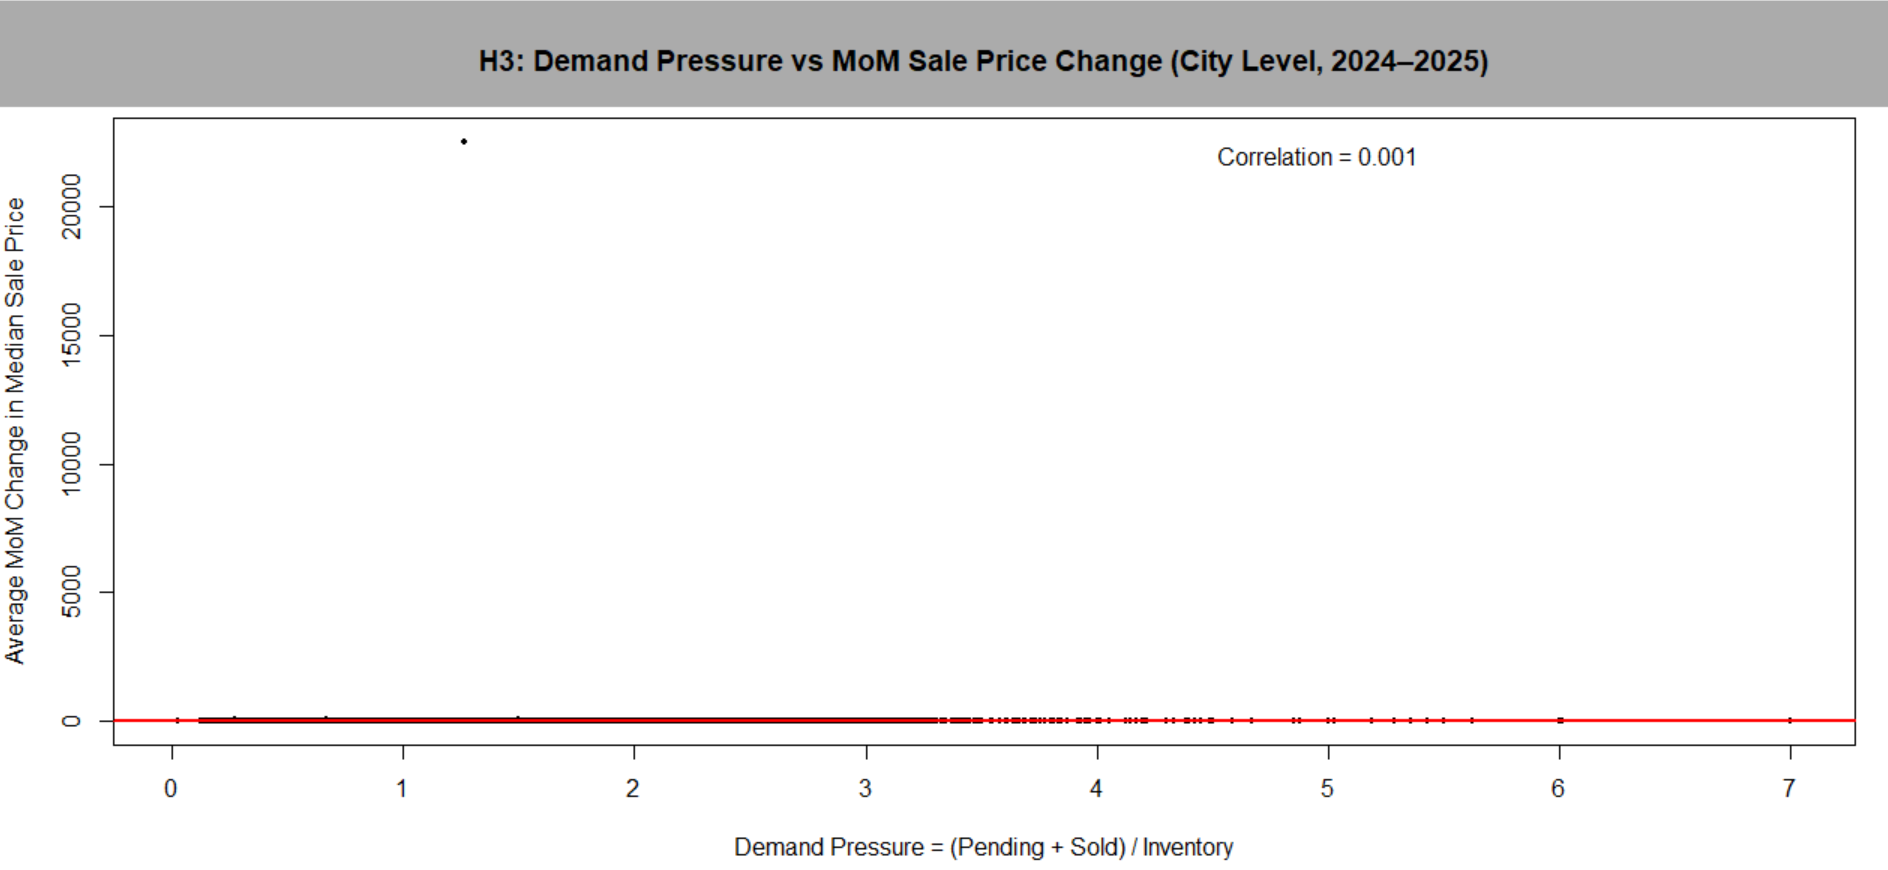 H3: Demand Pressure vs MoM Sale Price Change (City Level, 2024–2025)
Correlation = 0.001
Average MoM Change in Median Sale Price
20000
15000
10000
5000
0
0 1 2 3 4 5 6 7
Demand Pressure = (Pending + Sold) / Inventory